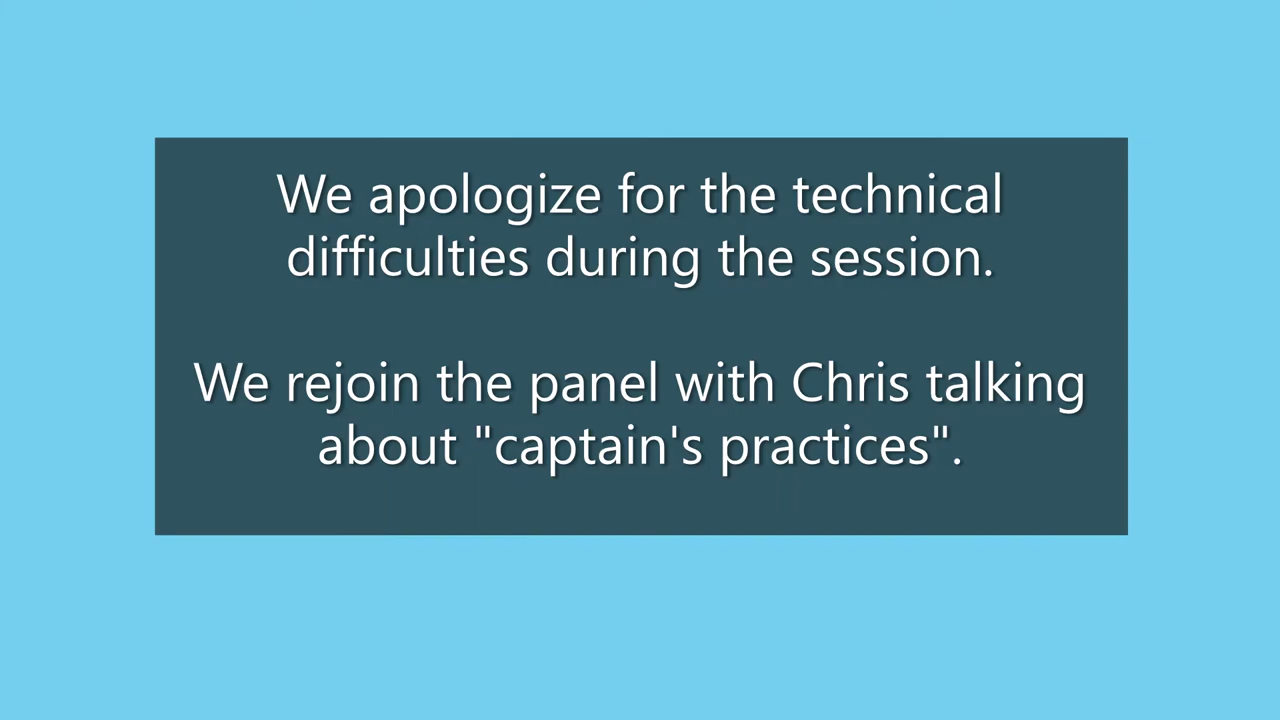 We apologize for the technical
difficulties during the session.
We rejoin the panel with Chris talking
about "captain's practices".